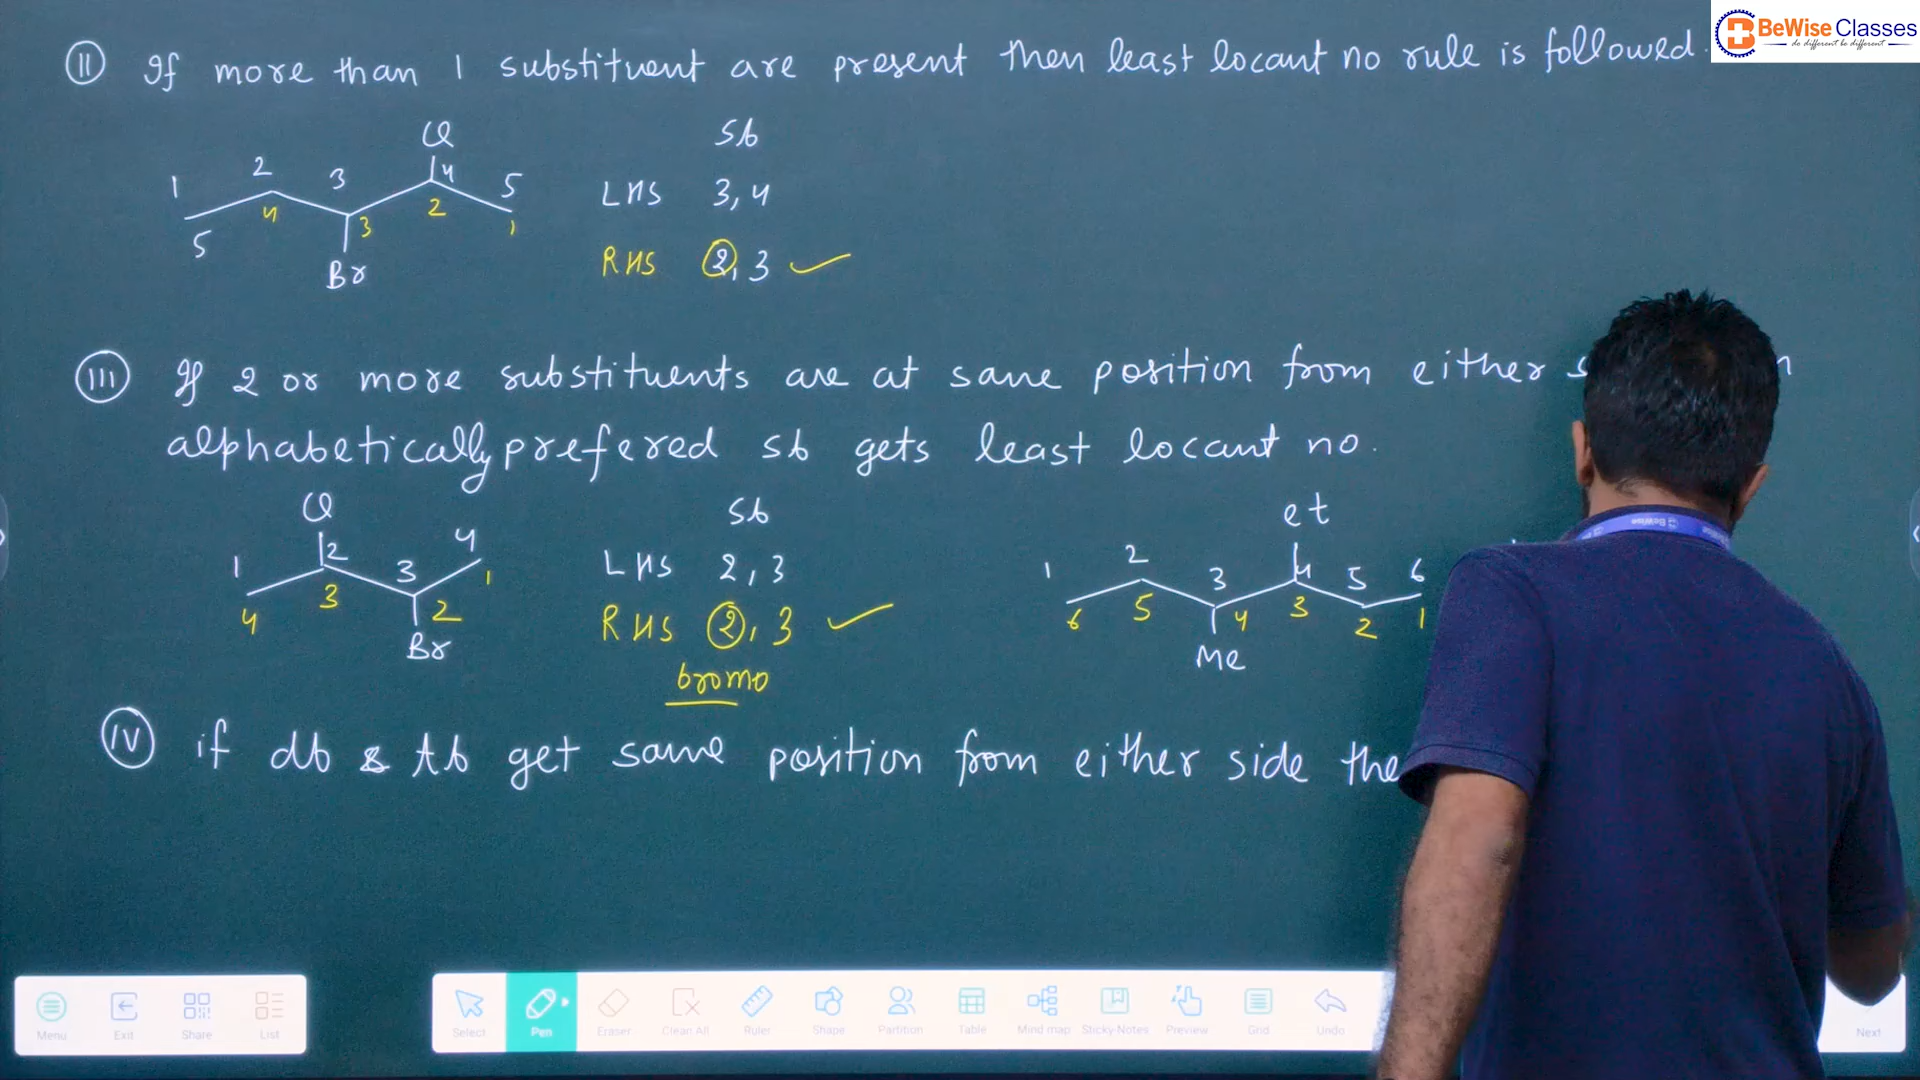 BeWise Classes
do different be different
II If more than 1 substituent are present then least locant no rule is followed.
Cl Sb
1 2 3 4 5 LHS 3, 4
5 4 3 2 1
Br RHS 2, 3
III If 2 or more substituents are at same position from either
alphabetically prefered sb gets least locant no.
Cl Sb et
1 2 3 4 LHS 2, 3 1 2 3 4 5 6
4 3 2 1 RHS 2, 3 6 5 4 3 2 1
Br bromo Me
IV if db & tb get same position from either side the
Menu Exit Share List Select Pen Eraser Clean All Ruler Shape Partition Table Mind map Sticky Notes Preview Grid Undo Next